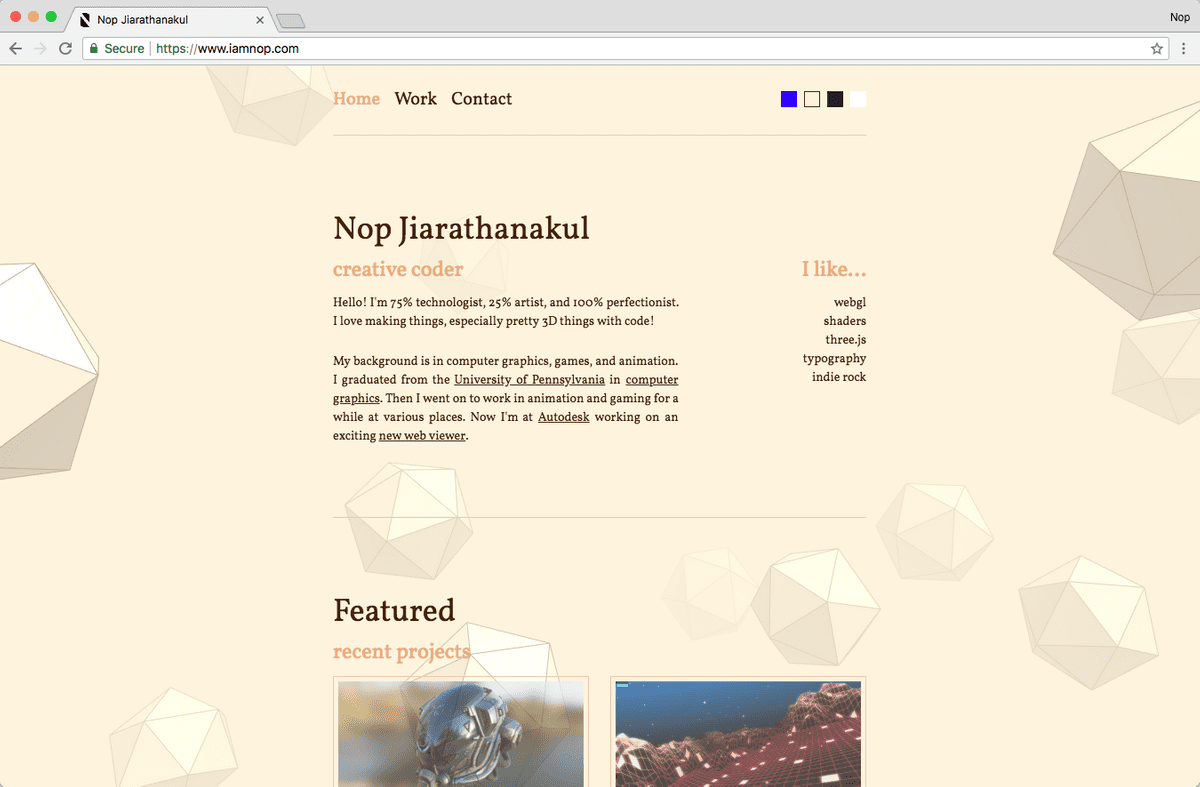 Nop Jiarathanakul
Nop
Secure https://www.iamnop.com
Home Work Contact
Nop Jiarathanakul
creative coder
Hello! I'm 75% technologist, 25% artist, and 100% perfectionist.
I love making things, especially pretty 3D things with code!
My background is in computer graphics, games, and animation.
I graduated from the University of Pennsylvania in computer
graphics. Then I went on to work in animation and gaming for a
while at various places. Now I'm at Autodesk working on an
exciting new web viewer.
I like...
webgl
shaders
three.js
typography
indie rock
Featured
recent projects